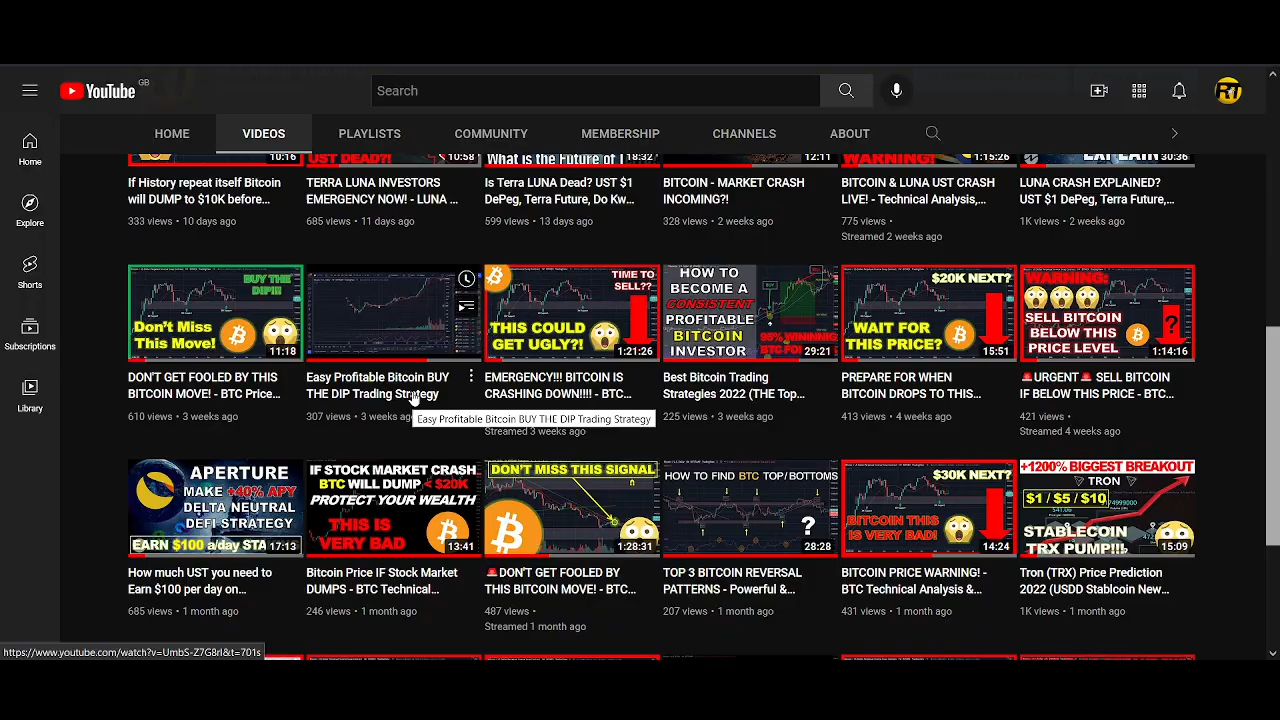 YouTube GB
Search
RT
HOME VIDEOS PLAYLISTS COMMUNITY MEMBERSHIP CHANNELS ABOUT
Home
Explore
Shorts
Subscriptions
Library
10:16
UST DEAD?!
10:58
What is the Future of
18:32
12:11
WARNING!
1:15:26
EXPLAIN
30:36
If History repeat itself Bitcoin
will DUMP to $10K before...
333 views • 10 days ago
TERRA LUNA INVESTORS
EMERGENCY NOW! - LUNA ...
685 views • 11 days ago
Is Terra LUNA Dead? UST $1
DePeg, Terra Future, Do Kw...
599 views • 13 days ago
BITCOIN - MARKET CRASH
INCOMING?!
328 views • 2 weeks ago
BITCOIN & LUNA UST CRASH
LIVE! - Technical Analysis,...
775 views •
Streamed 2 weeks ago
LUNA CRASH EXPLAINED?
UST $1 DePeg, Terra Future,...
1K views • 2 weeks ago
BUY THE
DIP!!!
Don't Miss
This Move!
11:18
TIME TO
SELL??
THIS COULD
GET UGLY?!
1:21:26
HOW TO
BECOME A
CONSISTENT
PROFITABLE
BITCOIN
INVESTOR
95% WINNINIG
29:21
$20K NEXT?
WAIT FOR
THIS PRICE?
15:51
WARNING:
SELL BITCOIN
BELOW THIS
PRICE LEVEL
?
1:14:16
DON'T GET FOOLED BY THIS
BITCOIN MOVE! - BTC Price...
610 views • 3 weeks ago
Easy Profitable Bitcoin BUY
THE DIP Trading Strategy
307 views • 3 weeks ago
Easy Profitable Bitcoin BUY THE DIP Trading Strategy
EMERGENCY!!! BITCOIN IS
CRASHING DOWN!!!! - BTC...
Streamed 3 weeks ago
Best Bitcoin Trading
Strategies 2022 (THE Top...
225 views • 3 weeks ago
PREPARE FOR WHEN
BITCOIN DROPS TO THIS...
413 views • 4 weeks ago
🚨URGENT🚨 SELL BITCOIN
IF BELOW THIS PRICE - BTC...
421 views •
Streamed 4 weeks ago
APERTURE
MAKE +40% APY
DELTA NEUTRAL
DEFI STRATEGY
EARN $100 a/day STA
17:13
IF STOCK MARKET CRASH
BTC WILL DUMP < $20K
PROTECT YOUR WEALTH
THIS IS
VERY BAD
13:41
DON'T MISS THIS SIGNAL
1:28:31
HOW TO FIND BTC TOP/BOTTOMS
?
28:28
$30K NEXT?
BITCOIN THIS
IS VERY BAD!
14:24
+1200% BIGGEST BREAKOUT
TRON
$1 / $5 / $10
STABLECON
TRX PUMP!!!
15:09
How much UST you need to
Earn $100 per day on...
685 views • 1 month ago
Bitcoin Price IF Stock Market
DUMPS - BTC Technical...
246 views • 1 month ago
🚨DON'T GET FOOLED BY
THIS BITCOIN MOVE! - BTC...
487 views •
Streamed 1 month ago
TOP 3 BITCOIN REVERSAL
PATTERNS - Powerful &...
207 views • 1 month ago
BITCOIN PRICE WARNING! -
BTC Technical Analysis &...
431 views • 1 month ago
Tron (TRX) Price Prediction
2022 (USDD Stablcoin New...
1K views • 1 month ago
https://www.youtube.com/watch?v=UmbS-Z7G8rI&t=701s